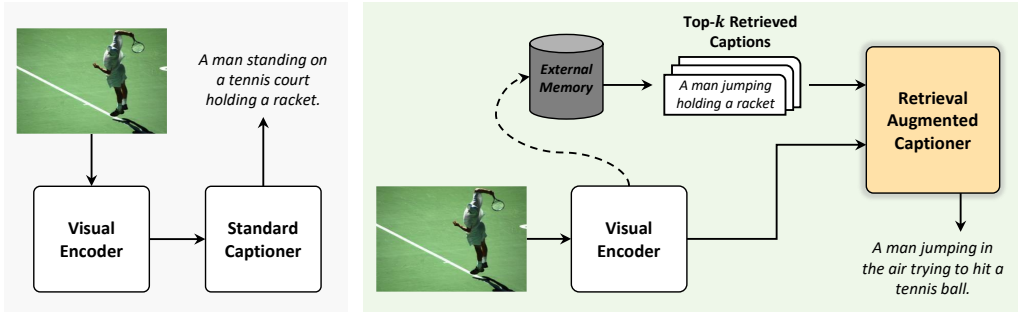 A man standing on
a tennis court
holding a racket.
Visual
Encoder
Standard
Captioner
Top-k Retrieved
Captions
External
Memory
A man jumping
holding a racket
Retrieval
Augmented
Captioner
Visual
Encoder
A man jumping in
the air trying to hit a
tennis ball.